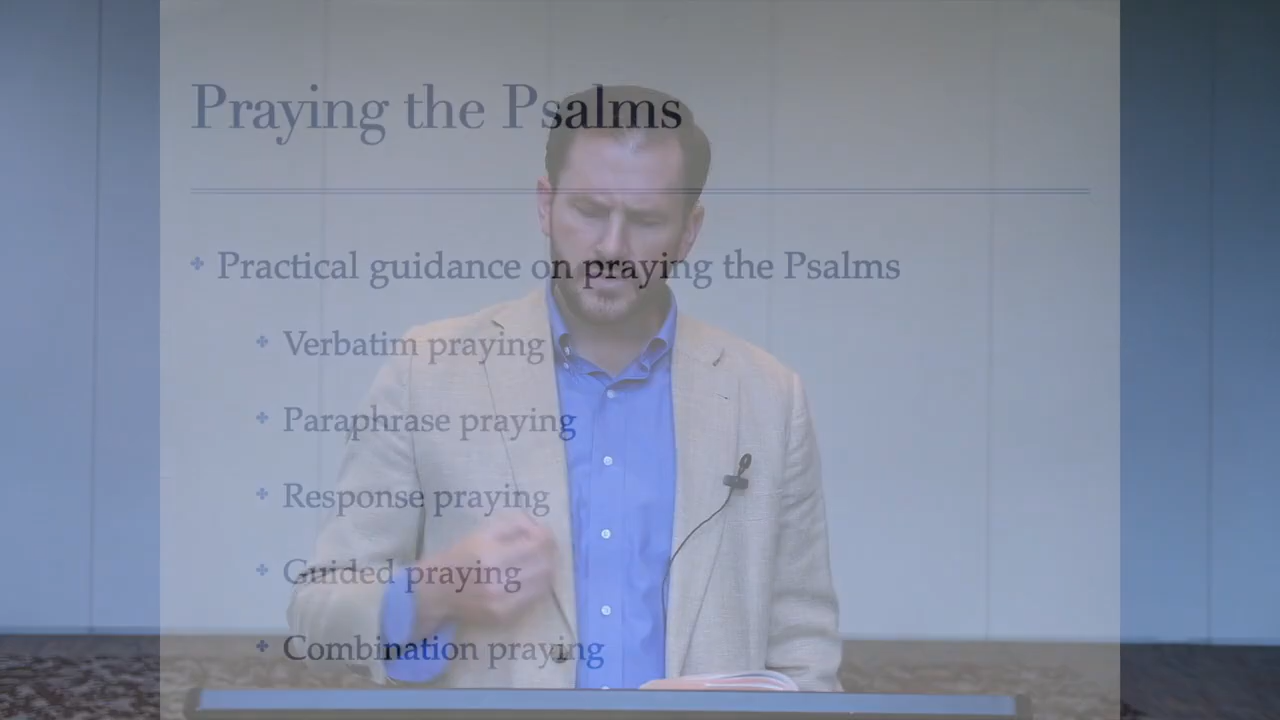 Praying the Psalms
Practical guidance on praying the Psalms
Verbatim praying
Paraphrase praying
Response praying
Guided praying
Combination praying